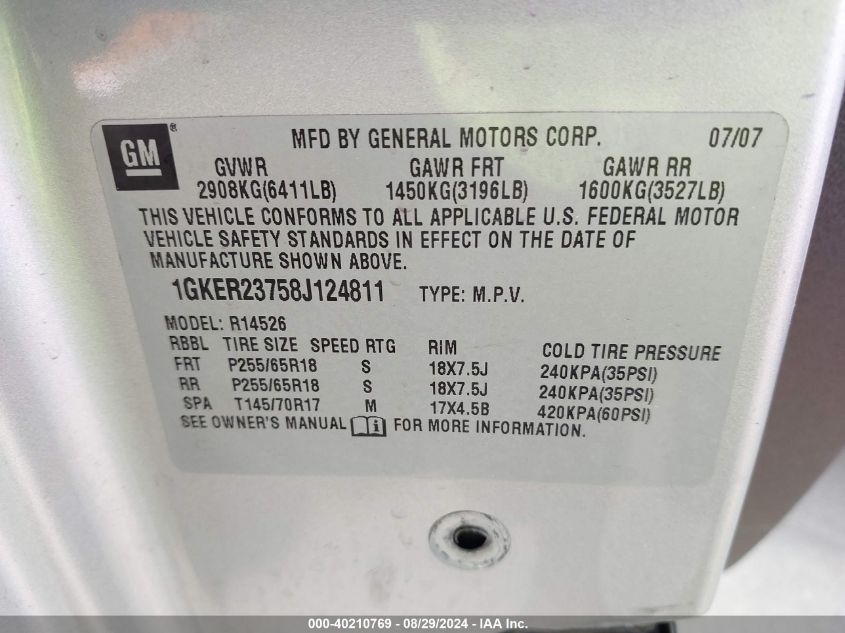 GM® MFD BY GENERAL MOTORS CORP. 07/07
GVWR GAWR FRT GAWR RR
2908KG(6411LB) 1450KG(3196LB) 1600KG(3527LB)
THIS VEHICLE CONFORMS TO ALL APPLICABLE U.S. FEDERAL MOTOR
VEHICLE SAFETY STANDARDS IN EFFECT ON THE DATE OF
MANUFACTURE SHOWN ABOVE.
1GKER23758J124811 TYPE: M.P.V.
MODEL: R14526
RBBL TIRE SIZE SPEED RTG RIM COLD TIRE PRESSURE
FRT P255/65R18 S 18X7.5J 240KPA(35PSI)
RR P255/65R18 S 18X7.5J 240KPA(35PSI)
SPA T145/70R17 M 17X4.5B 420KPA(60PSI)
SEE OWNER'S MANUAL FOR MORE INFORMATION.
000-40210769 - 08/29/2024 - IAA Inc.